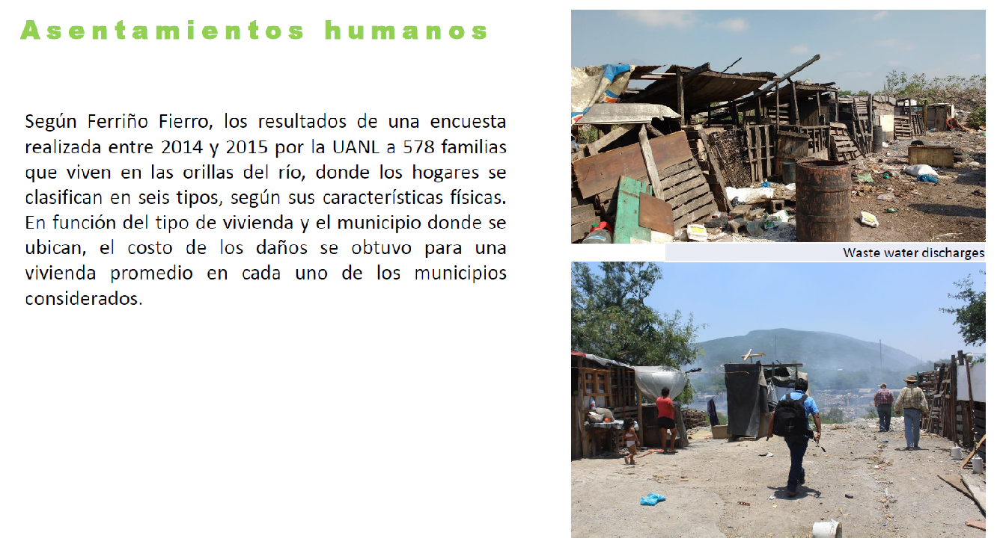 Asentamientos humanos
Según Ferriño Fierro, los resultados de una encuesta
realizada entre 2014 y 2015 por la UANL a 578 familias
que viven en las orillas del río, donde los hogares se
clasifican en seis tipos, según sus características físicas.
En función del tipo de vivienda y el municipio donde se
ubican, el costo de los daños se obtuvo para una
vivienda promedio en cada uno de los municipios
considerados.
Waste water discharges